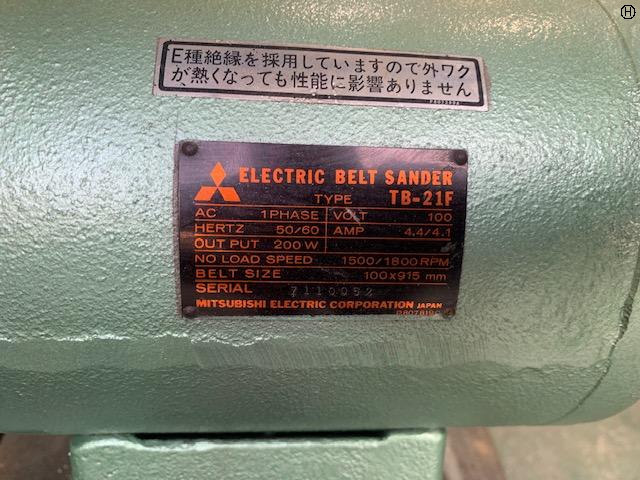 H
E種絶縁を採用していますので外ワク
が熱くなっても性能に影響ありません
ELECTRIC BELT SANDER
TYPE TB-21F
AC 1PHASE VOLT 100
HERTZ 50/60 AMP 4.4/4.1
OUT PUT 200W
NO LOAD SPEED 1500/1800RPM
BELT SIZE 100x915 mm
SERIAL 7110052
MITSUBISHI ELECTRIC CORPORATION JAPAN